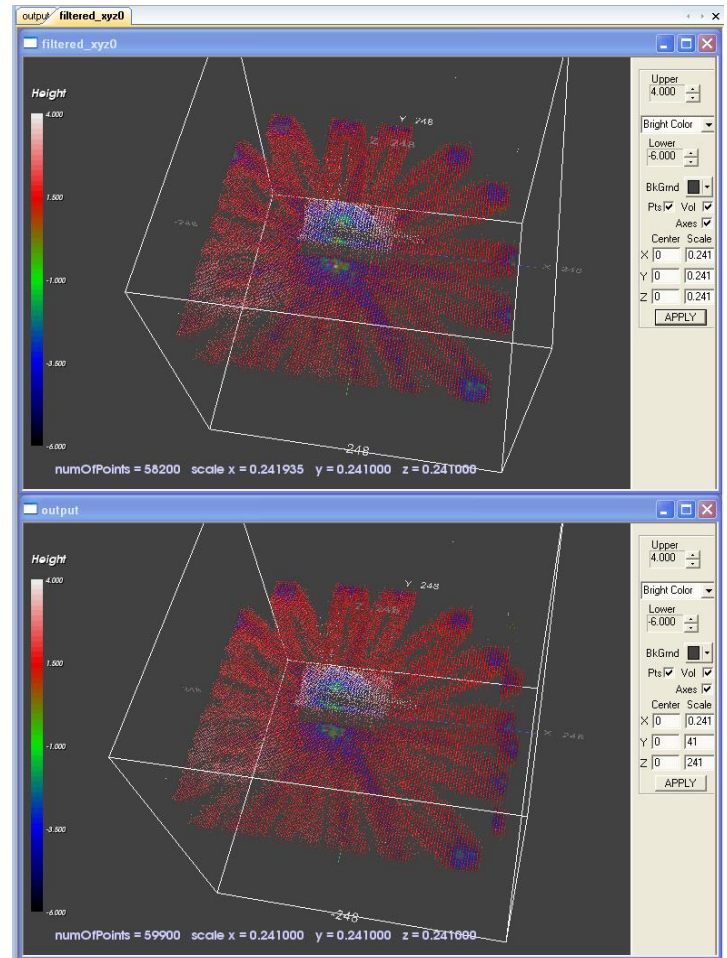 output
filtered_xyz0
filtered_xyz0
Height
4.000
1.500
-1.000
-3.500
-6.000
Y 248
Z 248
-248
X 248
248
numOfPoints = 58200 scale x = 0.241935 y = 0.241000 z = 0.241000
Upper
4.000
Bright Color
Lower
-6.000
BkGrnd
Pts Vol
Axes
Center Scale
X 0 0.241
Y 0 0.241
Z 0 0.241
APPLY
output
Height
4.000
1.500
-1.000
-3.500
-6.000
Y 248
Z 248
X 248
-248
numOfPoints = 59900 scale x = 0.241000 y = 0.241000 z = 0.241000
Upper
4.000
Bright Color
Lower
-6.000
BkGrnd
Pts Vol
Axes
Center Scale
X 0 0.241
Y 0 41
Z 0 241
APPLY